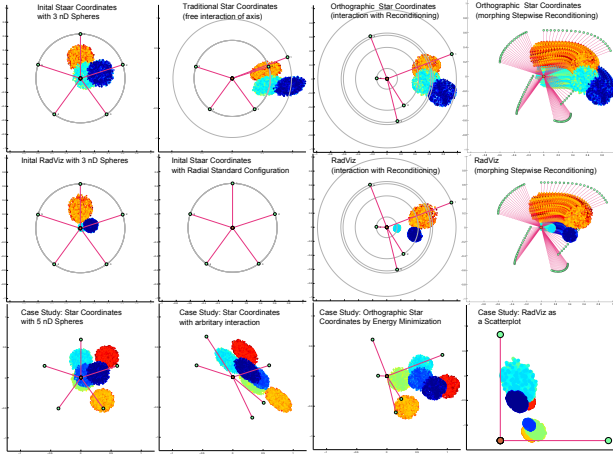 Inital Staar Coordinates
with 3 nD Spheres
Traditional Star Coordinates
(free interaction of axis)
Orthographic Star Coordinates
(interaction with Reconditioning)
Orthographic Staar Coordinates
(morphing Stepwise Reconditioning)
Inital RadViz with 3 nD Spheres
Inital Staar Coordinates
with Radial Standard Configuration
RadViz
(interaction with Reconditioning)
RadViz
(morphing Stepwise Reconditioning)
Case Study: Star Coordinates
with 5 nD Spheres
Case Study: Star Coordinates
with arbritary interaction
Case Study: Orthographic Star
Coordinates by Energy Minimization
Case Study: RadViz as
a Scatterplot